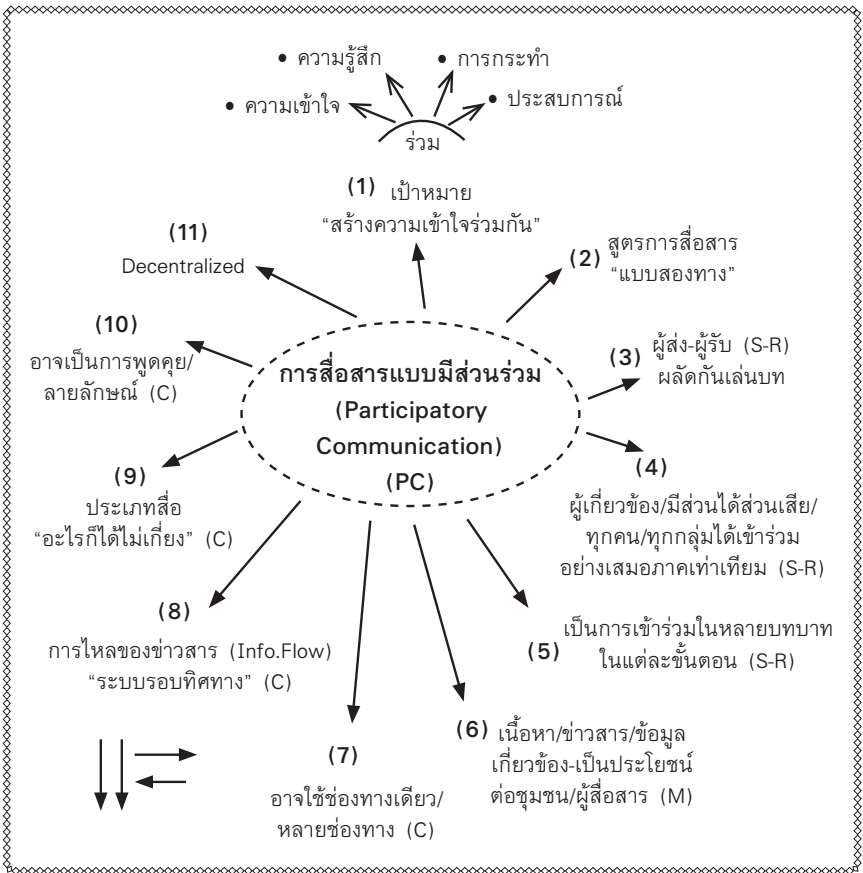 • ความรู้สึก
• การกระทำ
• ความเข้าใจ
• ประสบการณ์
ร่วม
(1) เป้าหมาย
“สร้างความเข้าใจร่วมกัน”
(2) สูตรการสื่อสาร
“แบบสองทาง”
(3) ผู้ส่ง-ผู้รับ (S-R)
ผลัดกันเล่นบท
(4)
ผู้เกี่ยวข้อง/มีส่วนได้ส่วนเสีย/
ทุกคน/ทุกกลุ่มได้เข้าร่วม
อย่างเสมอภาคเท่าเทียม (S-R)
(5) เป็นการเข้าร่วมในหลายบทบาท
ในแต่ละขั้นตอน (S-R)
(6) เนื้อหา/ข่าวสาร/ข้อมูล
เกี่ยวข้อง-เป็นประโยชน์
ต่อชุมชน/ผู้สื่อสาร (M)
(7)
อาจใช้ช่องทางเดียว/
หลายช่องทาง (C)
(8)
การไหลของข่าวสาร (Info.Flow)
“ระบบรอบทิศทาง” (C)
(9)
ประเภทสื่อ
“อะไรก็ได้ไม่เกี่ยง” (C)
(10)
อาจเป็นการพูดคุย/
ลายลักษณ์ (C)
(11)
Decentralized
การสื่อสารแบบมีส่วนร่วม
(Participatory
Communication)
(PC)